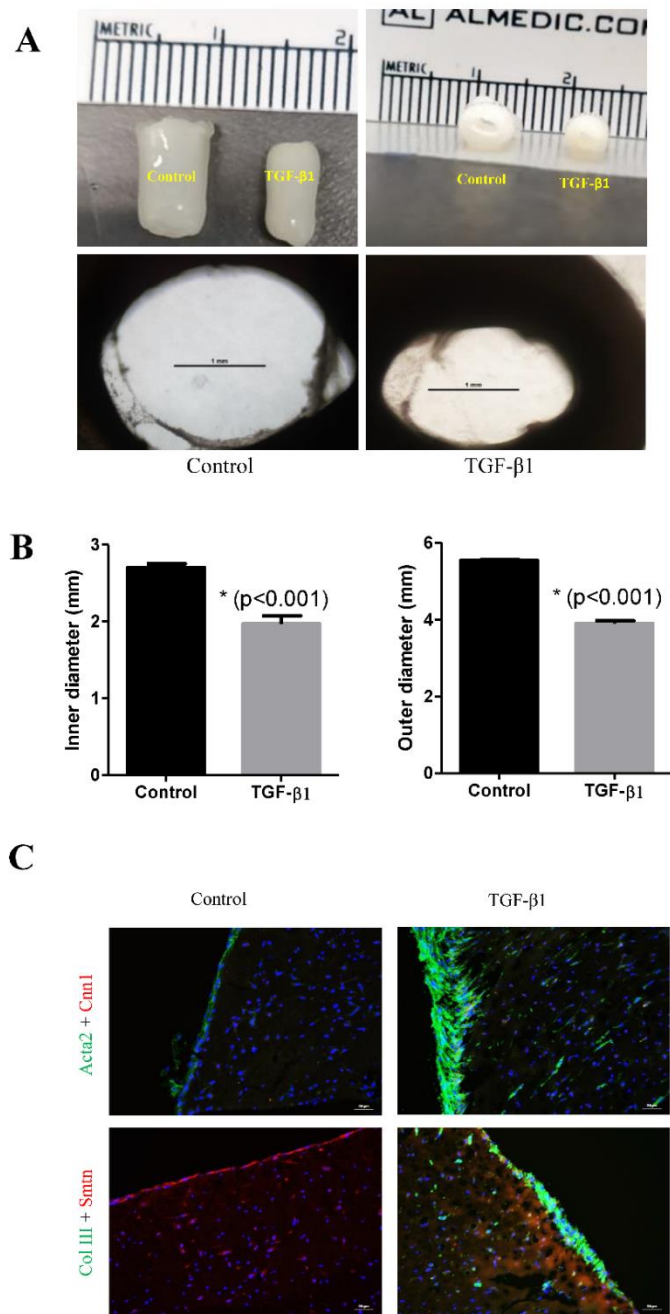 A
METRIC 1 2
Control
TGF-β1
AL ALMEDIC.CO
METRIC 1 2
Control
TGF-β1
1 mm
1 mm
Control
TGF-β1
B
Inner diameter (mm)
3
2
1
0
* (p<0.001)
Control
TGF-β1
Outer diameter (mm)
6
4
2
0
* (p<0.001)
Control
TGF-β1
C
Control
TGF-β1
Acta2 + Cnn1
Col III + Smtn